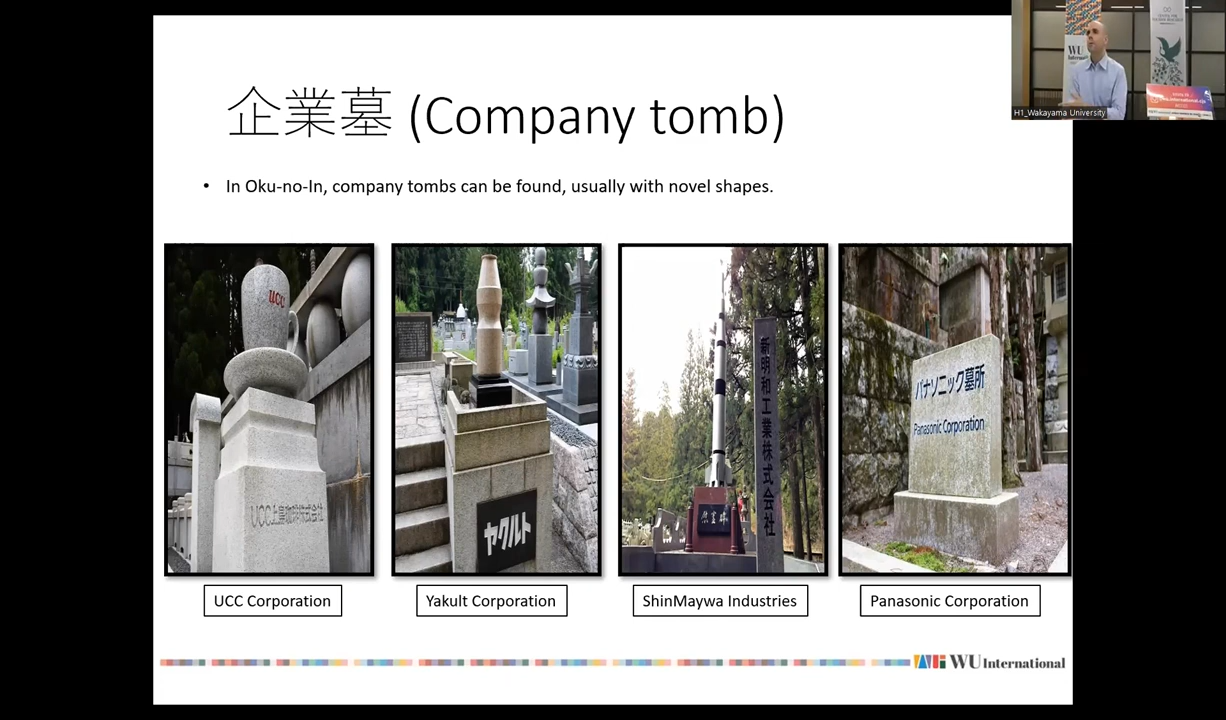 企業墓 (Company tomb)
• In Oku-no-In, company tombs can be found, usually with novel shapes.
UCC
UCC上島珈琲株式会社
ヤクルト
新明和工業株式会社
パナソニック墓所
Panasonic Corporation
UCC Corporation
Yakult Corporation
ShinMaywa Industries
Panasonic Corporation
WU International
WU
H1_Wakayama University